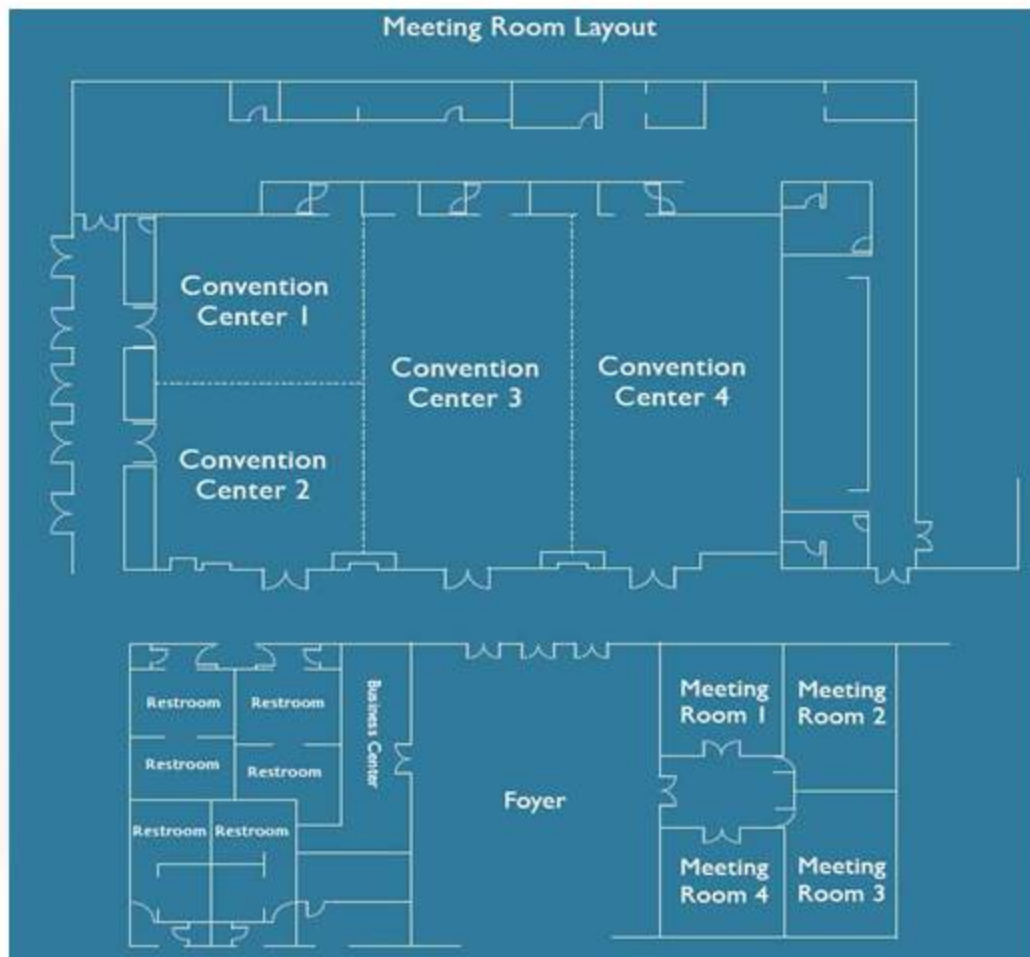 Meeting Room Layout
Convention
Center 1
Convention
Center 2
Convention
Center 3
Convention
Center 4
Restroom
Restroom
Restroom
Restroom
Restroom
Restroom
Business Center
Foyer
Meeting
Room 1
Meeting
Room 2
Meeting
Room 4
Meeting
Room 3